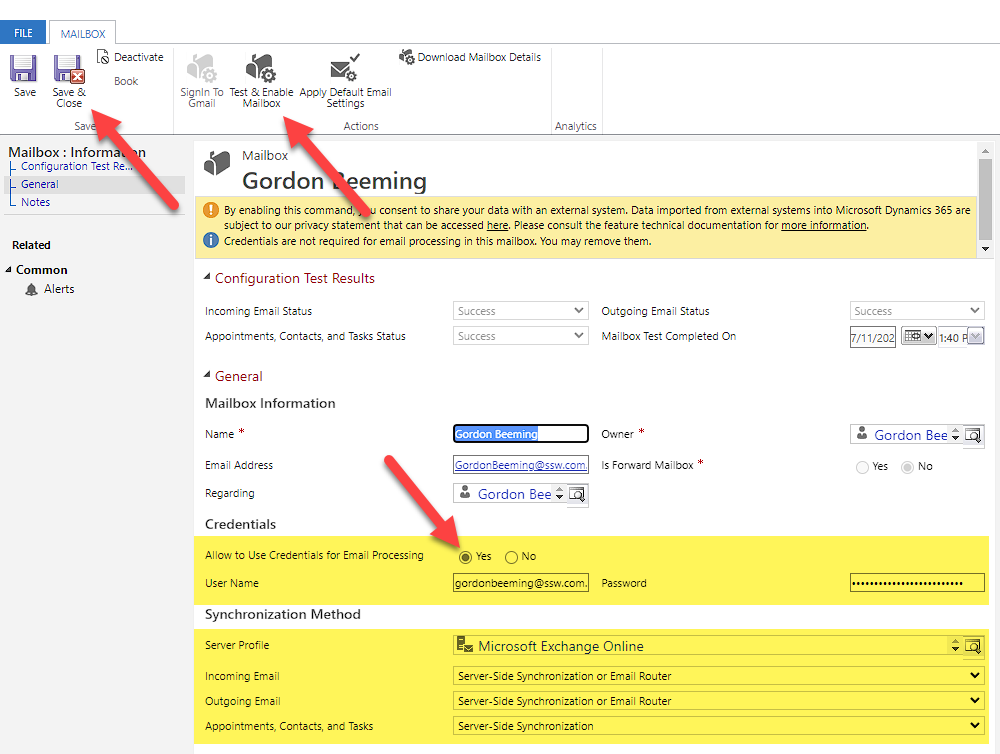 FILE
MAILBOX
Save
Save &
Close
Deactivate
Book
Save
SignIn To
Gmail
Test & Enable
Mailbox
Apply Default Email
Settings
Download Mailbox Details
Actions
Analytics
Mailbox : Information
Configuration Test Re...
General
Notes
Related
Common
Alerts
Mailbox
Gordon Beeming
By enabling this command, you consent to share your data with an external system. Data imported from external systems into Microsoft Dynamics 365 are
subject to our privacy statement that can be accessed here. Please consult the feature technical documentation for more information.
Credentials are not required for email processing in this mailbox. You may remove them.
Configuration Test Results
Incoming Email Status Success Outgoing Email Status Success
Appointments, Contacts, and Tasks Status Success Mailbox Test Completed On 7/11/202 1:40 P
General
Mailbox Information
Name * Gordon Beeming Owner * Gordon Bee
Email Address GordonBeeming@ssw.com. Is Forward Mailbox * Yes No
Regarding Gordon Bee
Credentials
Allow to Use Credentials for Email Processing Yes No
User Name gordonbeeming@ssw.com. Password
Synchronization Method
Server Profile Microsoft Exchange Online
Incoming Email Server-Side Synchronization or Email Router
Outgoing Email Server-Side Synchronization or Email Router
Appointments, Contacts, and Tasks Server-Side Synchronization